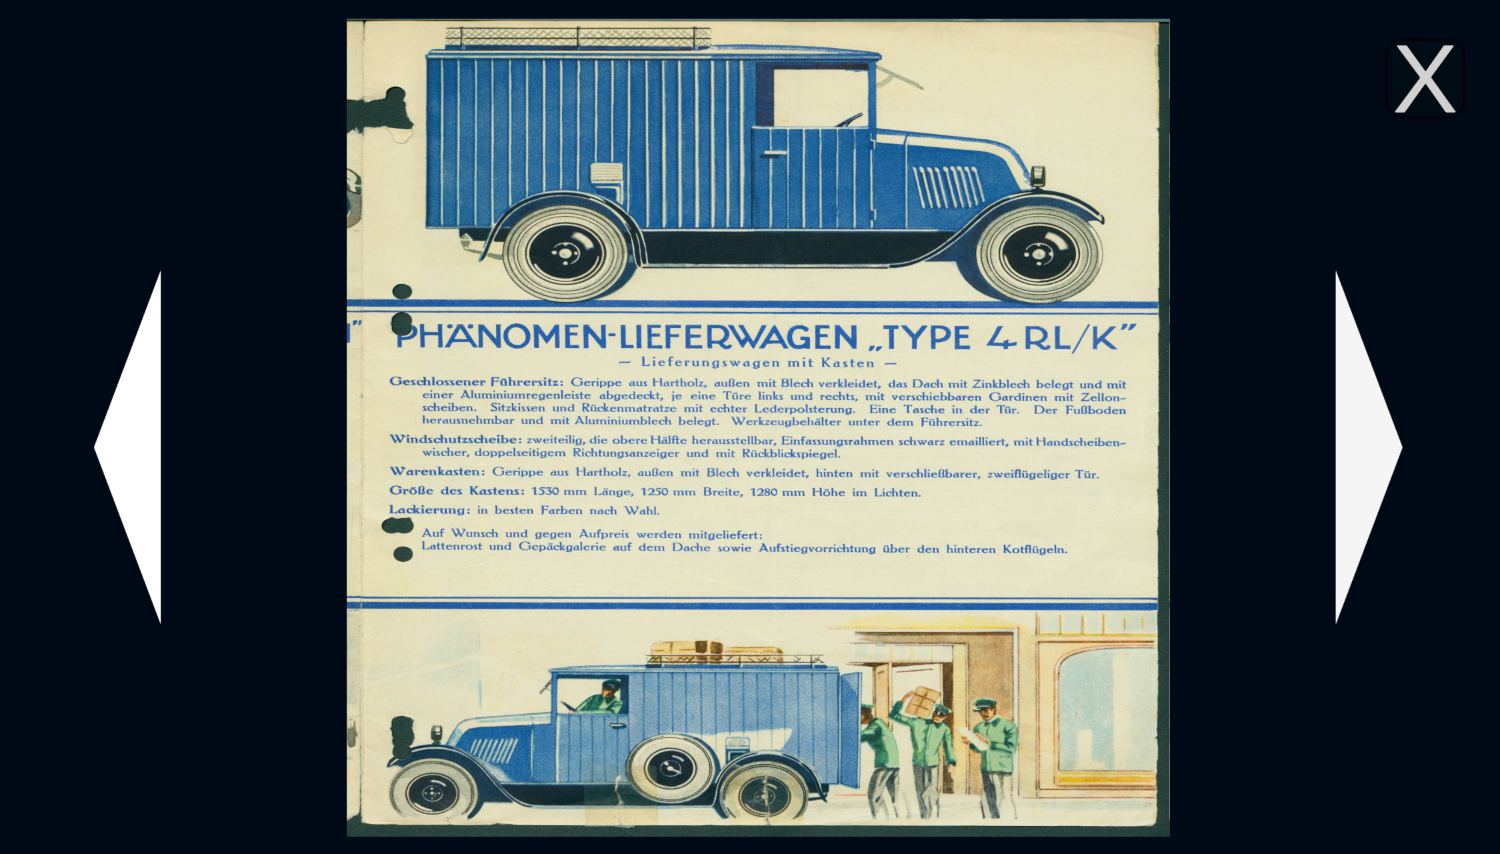 X
PHÄNOMEN-LIEFERWAGEN „TYPE 4 RL/K”
— Lieferungswagen mit Kasten —
Geschlossener Führersitz: Gerippe aus Hartholz, außen mit Blech verkleidet, das Dach mit Zinkblech belegt und mit
einer Aluminiumregenleiste abgedeckt, je eine Türe links und rechts, mit verschiebbaren Gardinen mit Zellon-
scheiben. Sitzkissen und Rückenmatratze mit echter Lederpolsterung. Eine Tasche in der Tür. Der Fußboden
herausnehmbar und mit Aluminiumblech belegt. Werkzeugbehälter unter dem Führersitz.
Windschutzscheibe: zweiteilig, die obere Hälfte herausstellbar, Einfassungsrahmen schwarz emailliert, mit Handscheiben-
wischer, doppelseitigem Richtungsanzeiger und mit Rückblickspiegel.
Warenkasten: Gerippe aus Hartholz, außen mit Blech verkleidet, hinten mit verschließbarer, zweiflügeliger Tür.
Größe des Kastens: 1530 mm Länge, 1250 mm Breite, 1280 mm Höhe im Lichten.
Lackierung: in besten Farben nach Wahl.
Auf Wunsch und gegen Aufpreis werden mitgeliefert:
Lattenrost und Gepäckgalerie auf dem Dache sowie Aufstiegvorrichtung über den hinteren Kotflügeln.